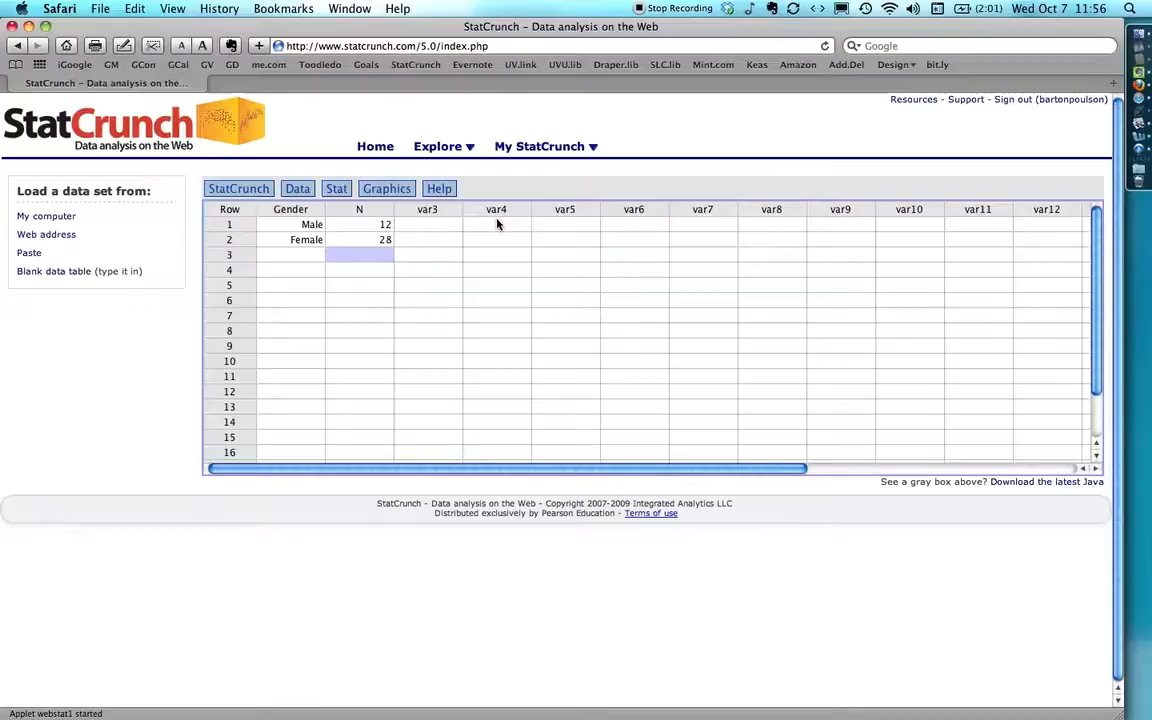 Safari File Edit View History Bookmarks Window Help Stop Recording (2:01) Wed Oct 7 11:56
StatCrunch - Data analysis on the Web
http://www.statcrunch.com/5.0/index.php Google
iGoogle GM GCon GCal GV GD me.com Toodledo Goals StatCrunch Evernote UV.link UVU.lib Draper.lib SLC.lib Mint.com Keas Amazon Add.Del Design bit.ly
StatCrunch - Data analysis on the...
Resources - Support - Sign out (bartonpoulson)
StatCrunch
Data analysis on the Web
Home Explore My StatCrunch
Load a data set from:
My computer
Web address
Paste
Blank data table (type it in)
StatCrunch Data Stat Graphics Help
Row Gender N var3 var4 var5 var6 var7 var8 var9 var10 var11 var12
1 Male 12
2 Female 28
3
4
5
6
7
8
9
10
11
12
13
14
15
16
See a gray box above? Download the latest Java
StatCrunch - Data analysis on the Web - Copyright 2007-2009 Integrated Analytics LLC
Distributed exclusively by Pearson Education - Terms of use
Applet webstat1 started